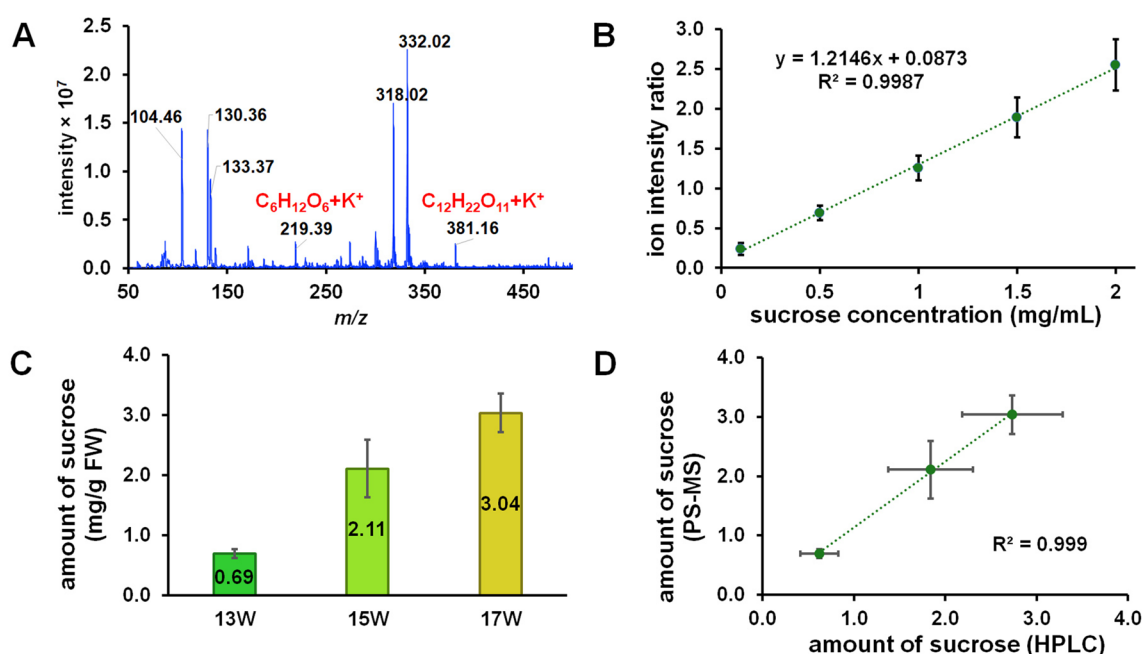 A
intensity × 10⁷
2.5
2.0
1.5
1.0
0.5
0.0
332.02
318.02
104.46
130.36
133.37
C₆H₁₂O₆+K⁺
219.39
C₁₂H₂₂O₁₁+K⁺
381.16
50
150
250
350
450
m/z
B
ion intensity ratio
3.0
2.5
2.0
1.5
1.0
0.5
0.0
y = 1.2146x + 0.0873
R² = 0.9987
0
0.5
1
1.5
2
sucrose concentration (mg/mL)
C
amount of sucrose
(mg/g FW)
4.0
3.0
2.0
1.0
0.0
0.69
2.11
3.04
13W
15W
17W
D
amount of sucrose
(PS-MS)
4.0
3.0
2.0
1.0
0.0
R² = 0.999
0.0
1.0
2.0
3.0
4.0
amount of sucrose (HPLC)